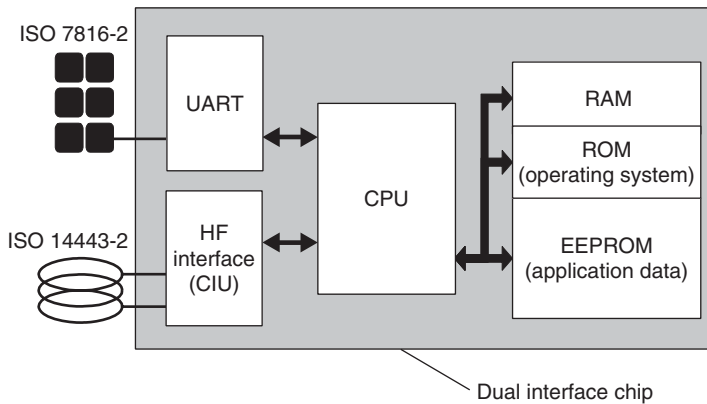 ISO 7816-2
UART
RAM
ROM
(operating system)
CPU
ISO 14443-2
HF
interface
(CIU)
EEPROM
(application data)
Dual interface chip